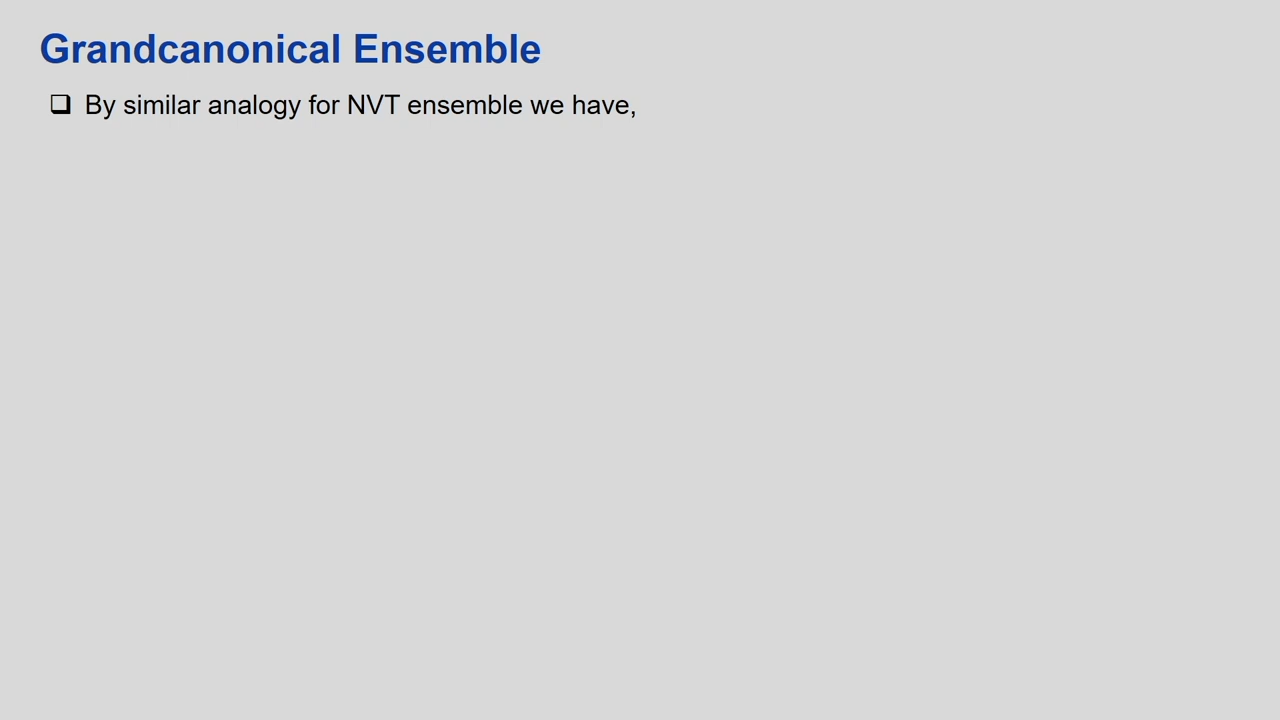 Grandcanonical Ensemble
❑ By similar analogy for NVT ensemble we have,